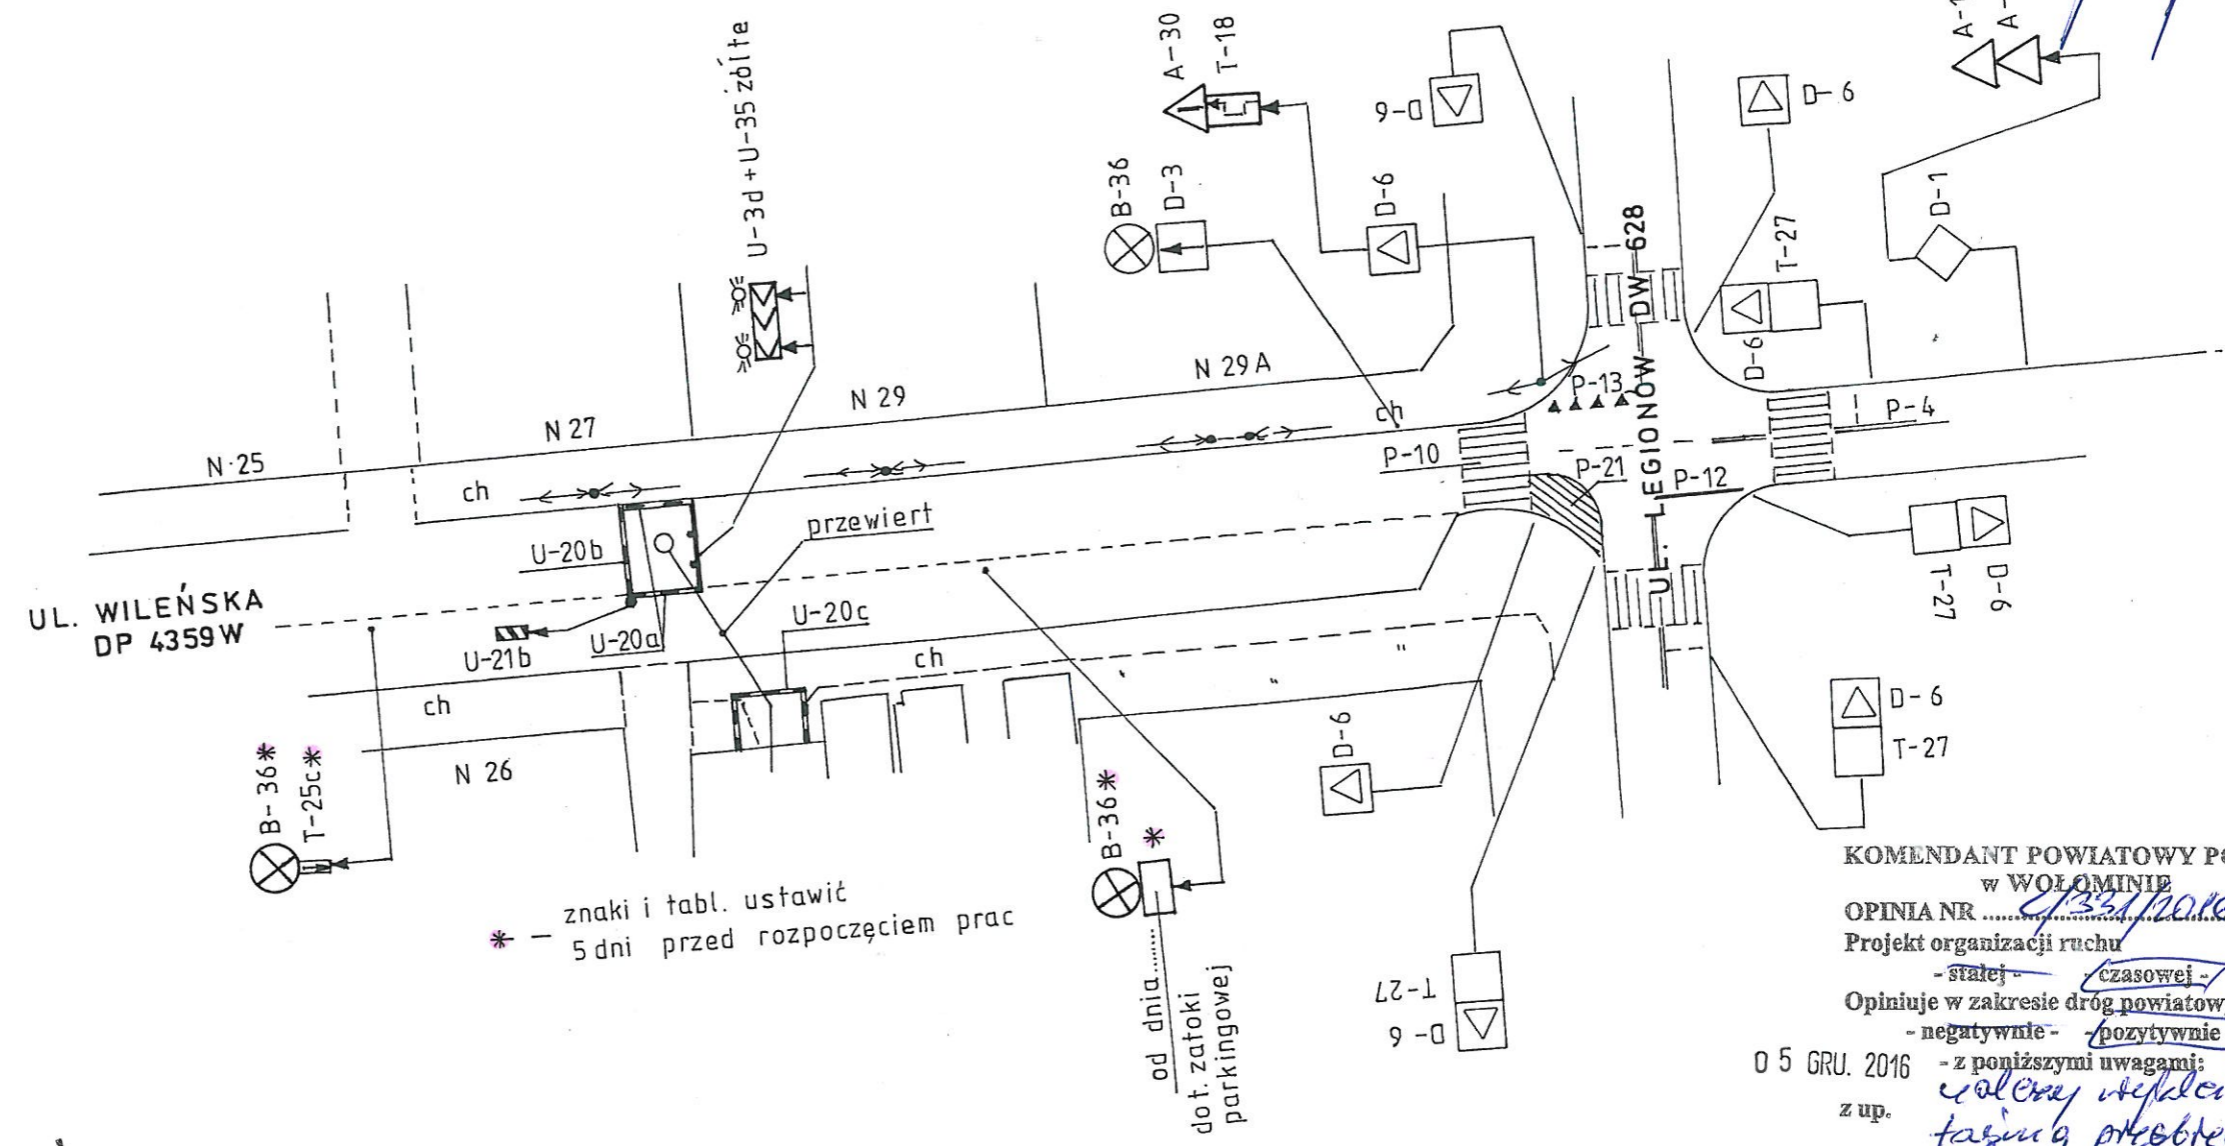 U-3d + U-35 żółte
A-30
T-18
D-6
D-6
B-36
D-3
D-6
D-1
T-27
D-6
DW 628
UL. LEGIONÓW
N 29A
N 29
N 27
N 25
ch
ch
P-13
P-4
P-10
P-21
P-12
przewiert
U-20b
UL. WILEŃSKA
DP 4359W
U-20c
U-20a
U-21b
ch
ch
N 26
T-27
D-6
D-6
T-27
D-6
B-36*
T-25c*
B-36*
*
* — znaki i tabl. ustawić
5 dni przed rozpoczęciem prac
od dnia........
dot. zatoki
parkingowej
T-27
D-6
KOMENDANT POWIATOWY
w WOŁOMINIE
OPINIA NR
Projekt organizacji ruchu
- stałej - - czasowej -
Opiniuje w zakresie dróg
- negatywnie - - pozytywnie
05 GRU. 2016 - z poniższymi uwagami:
z up.